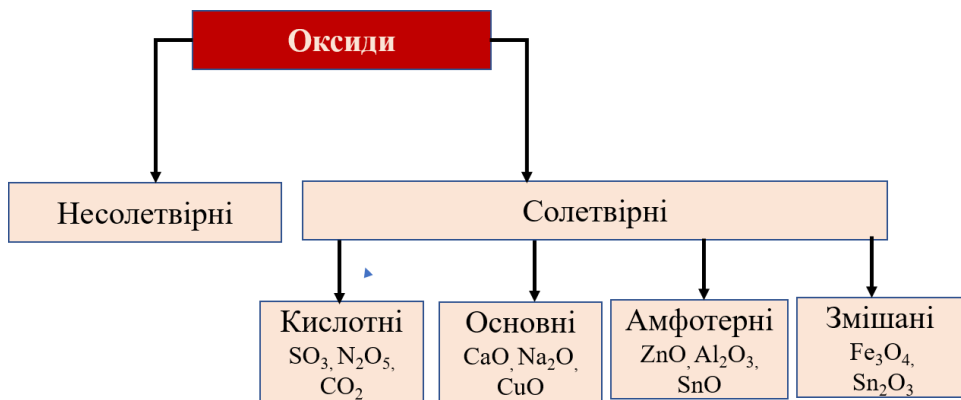 Оксиди
Несолетвірні
Солетвірні
Кислотні
SO₃, N₂O₅,
CO₂
Основні
CaO, Na₂O,
CuO
Амфотерні
ZnO, Al₂O₃,
SnO
Змішані
Fe₃O₄,
Sn₂O₃